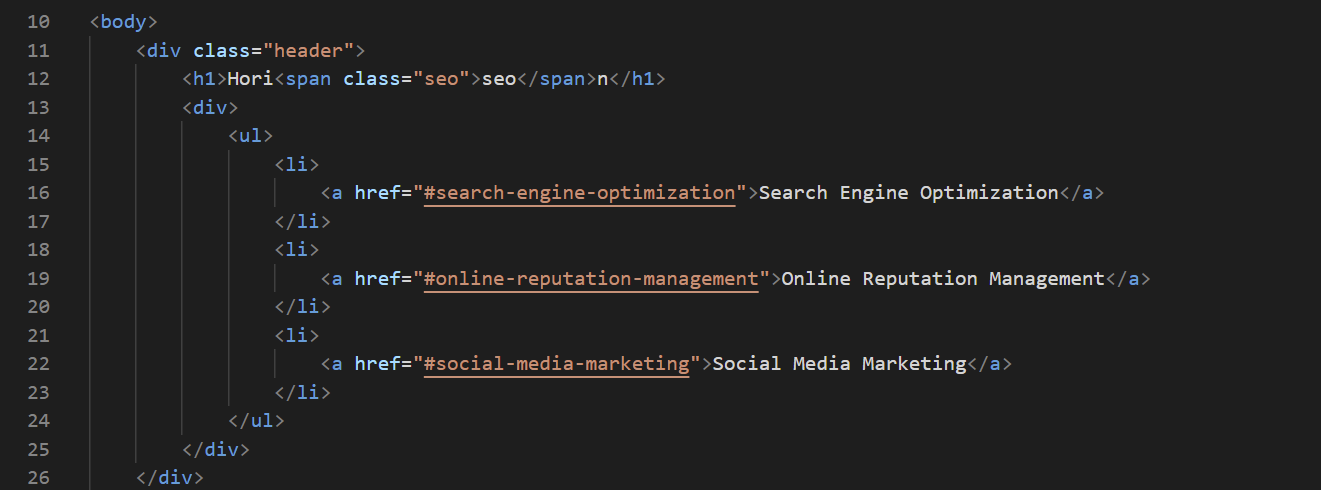 10 <body>
11 <div class="header">
12 <h1>Hori<span class="seo">seo</span>n</h1>
13 <div>
14 <ul>
15 <li>
16 <a href="#search-engine-optimization">Search Engine Optimization</a>
17 </li>
18 <li>
19 <a href="#online-reputation-management">Online Reputation Management</a>
20 </li>
21 <li>
22 <a href="#social-media-marketing">Social Media Marketing</a>
23 </li>
24 </ul>
25 </div>
26 </div>